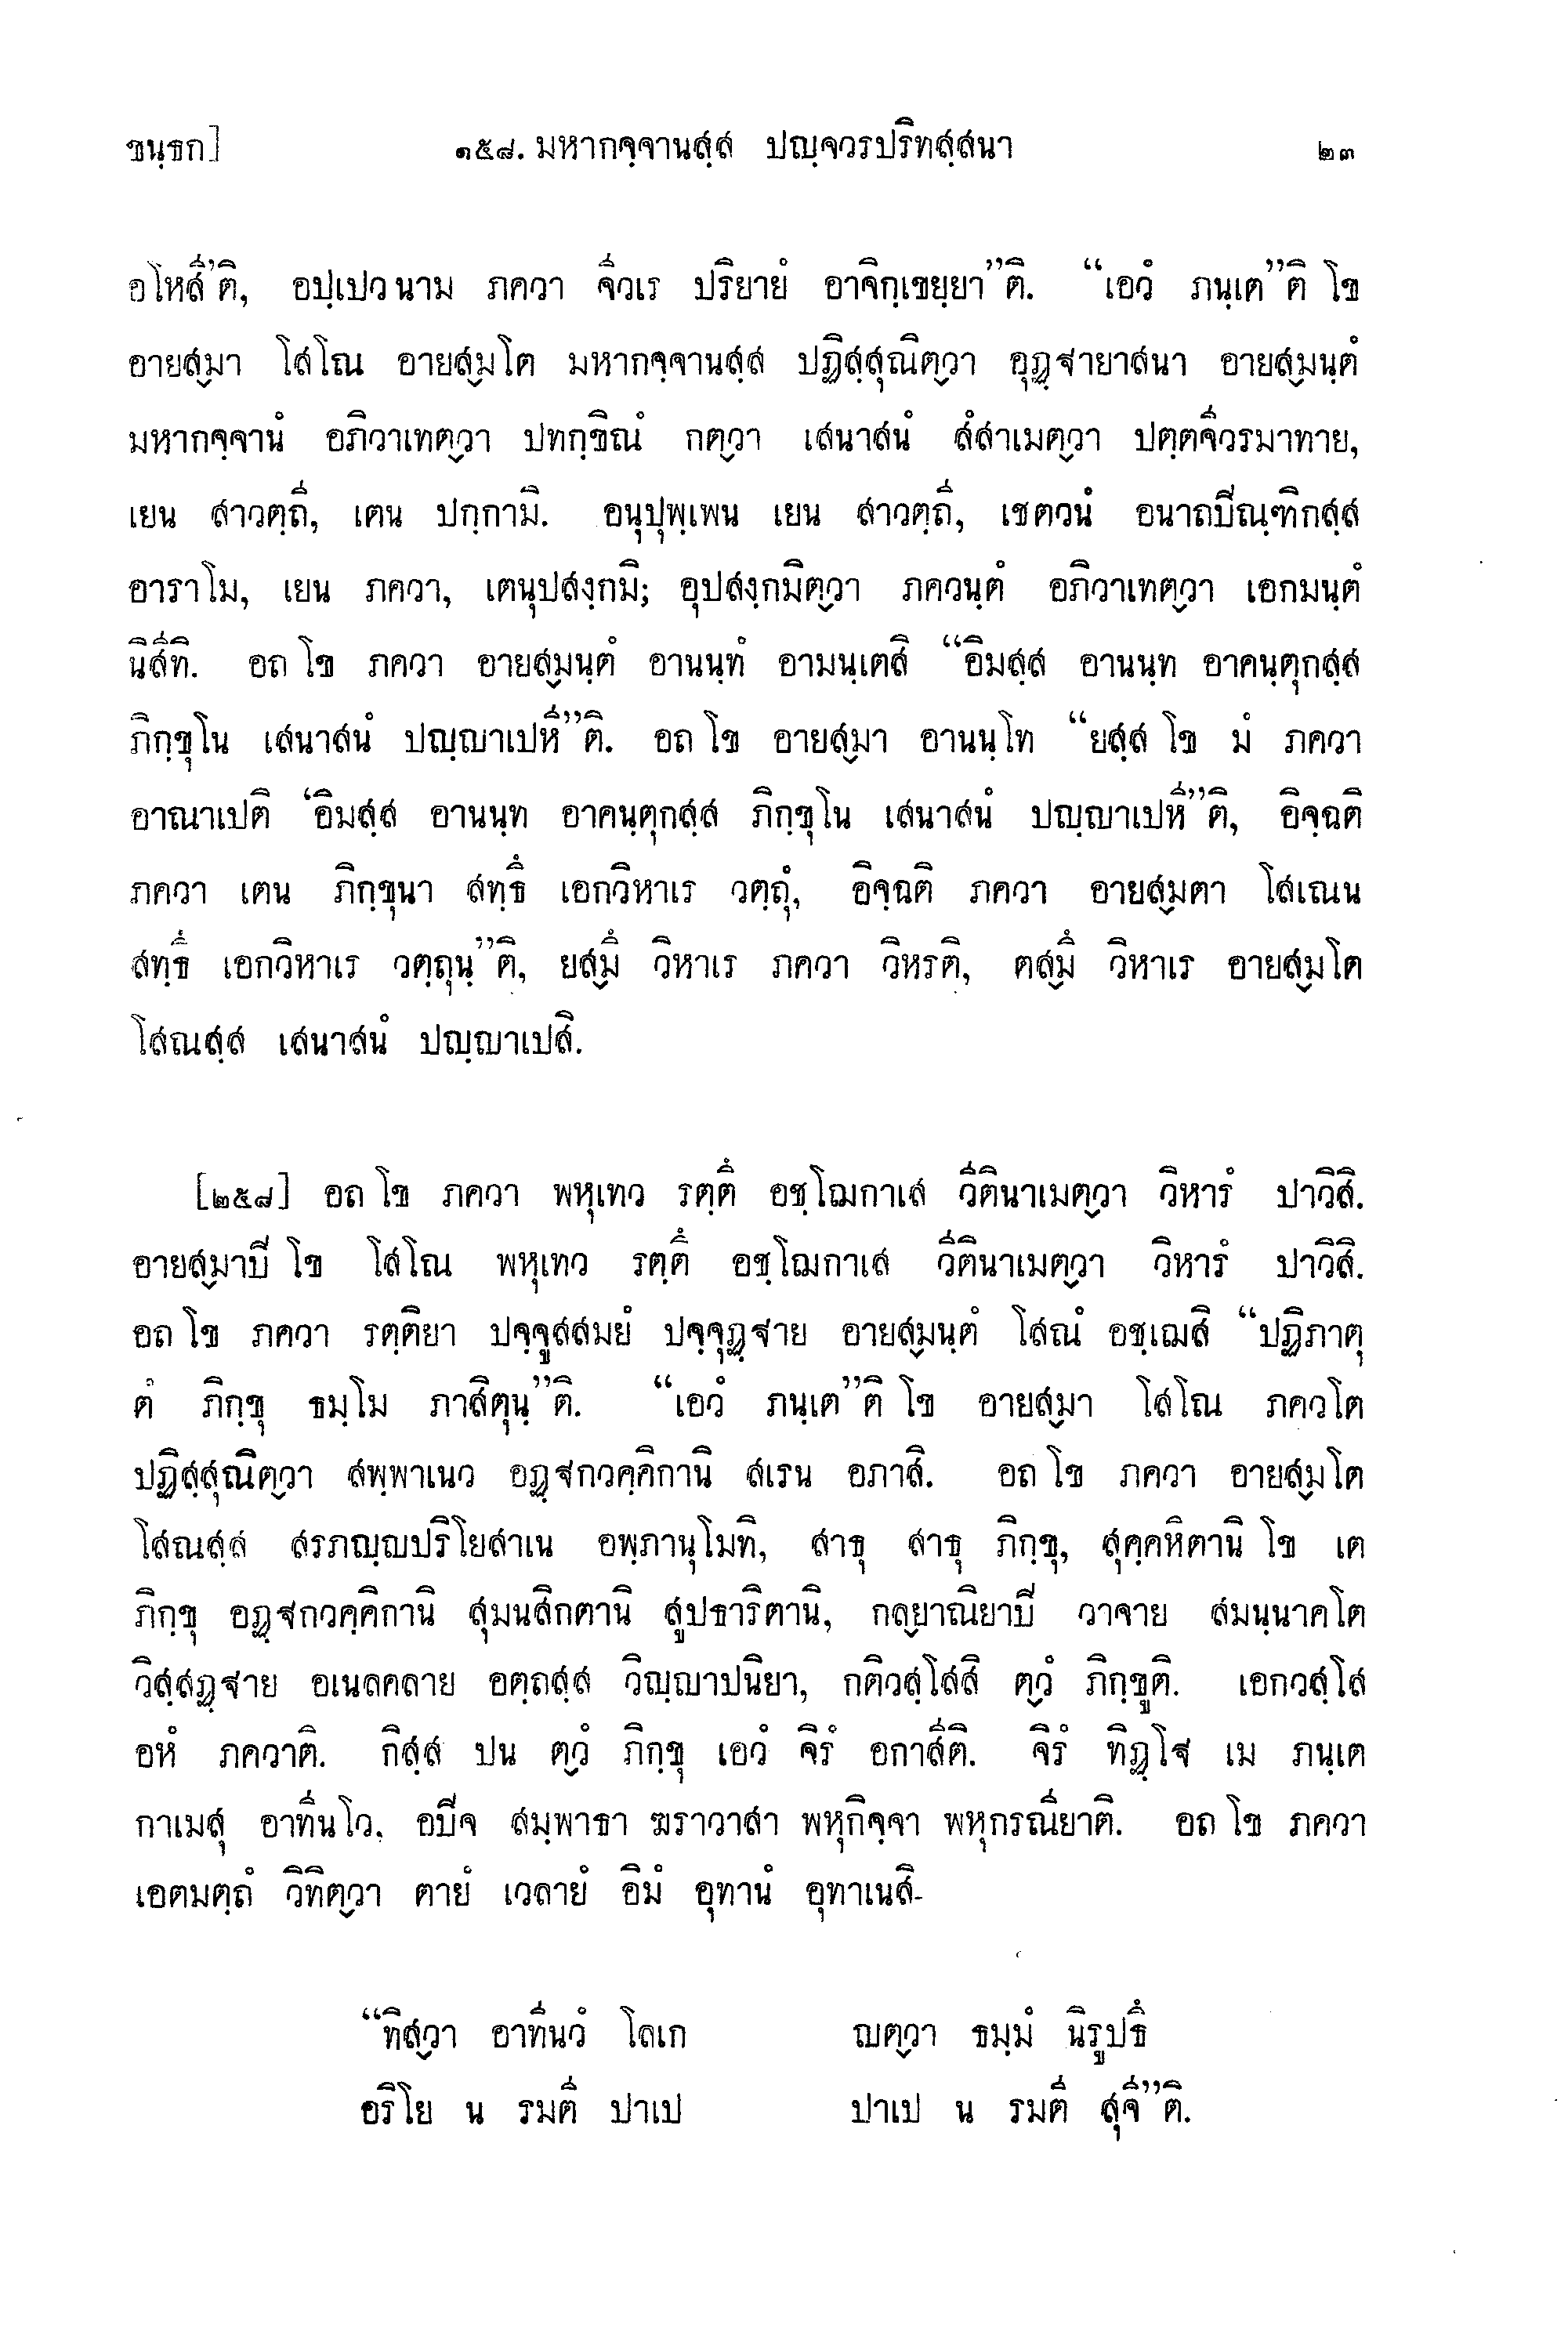 ขนฺธก]
๑๕๘. มหากจฺจานสฺส ปญฺจวรปริทสฺสนา
๒๓
อโหสี’ติ, อปฺเปวนาม ภควา จีวเร ปริยายํ อาจิกฺเขยฺยา”ติ. “เอวํ ภนฺเต”ติ โข
อายสฺมา โสโณ อายสฺมโต มหากจฺจานสฺส ปฏิสฺสุณิตฺวา อุฏฺฐายาสนา อายสฺมนฺตํ
มหากจฺจานํ อภิวาเทตฺวา ปทกฺขิณํ กตฺวา เสนาสนํ สํสาเมตฺวา ปตฺตจีวรมาทาย,
เยน สาวตฺถี, เตน ปกฺกามิ. อนุปุพฺเพน เยน สาวตฺถี, เชตวนํ อนาถปีณฺฑิกสฺส
อาราโม, เยน ภควา, เตนุปสงฺกมิ; อุปสงฺกมิตฺวา ภควนฺตํ อภิวาเทตฺวา เอกมนฺตํ
นิสีทิ. อถ โข ภควา อายสฺมนฺตํ อานนฺทํ อามนฺเตสิ “อิมสฺส อานนฺท อาคนฺตุกสฺส
ภิกฺขุโน เสนาสนํ ปญฺญาเปหี”ติ. อถ โข อายสฺมา อานนฺโท “ยสฺส โข มํ ภควา
อาณาเปติ ‘อิมสฺส อานนฺท อาคนฺตุกสฺส ภิกฺขุโน เสนาสนํ ปญฺญาเปหี”ติ, อิจฺฉติ
ภควา เตน ภิกฺขุนา สทฺธึ เอกวิหาเร วตฺถุํ, อิจฺฉติ ภควา อายสฺมตา โสเณน
สทฺธึ เอกวิหาเร วตฺถุนฺ”ติ, ยสฺมึ วิหาเร ภควา วิหรติ, ตสฺมึ วิหาเร อายสฺมโต
โสณสฺส เสนาสนํ ปญฺญาเปสิ.
[๒๕๘] อถ โข ภควา พหุเทว รตฺตึ อชฺโฌกาเส วีตินาเมตฺวา วิหารํ ปาวิสิ.
อายสฺมาปิ โข โสโณ พหุเทว รตฺตึ อชฺโฌกาเส วีตินาเมตฺวา วิหารํ ปาวิสิ.
อถ โข ภควา รตฺติยา ปจฺจูสสมยํ ปจฺจุฏฺฐาย อายสฺมนฺตํ โสณํ อชฺเฌสิ “ปฏิภาตุ
ตํ ภิกฺขุ ธมฺโม ภาสิตุนฺ”ติ. “เอวํ ภนฺเต”ติ โข อายสฺมา โสโณ ภควโต
ปฏิสฺสุณิตฺวา สพฺพาเนว อฏฺฐกวคฺคิกานิ สเรน อภาสิ. อถ โข ภควา อายสฺมโต
โสณสฺส สรภญฺญปริโยสาเน อพฺภานุโมทิ, สาธุ สาธุ ภิกฺขุ, สุคฺคหิตานิ โข เต
ภิกฺขุ อฏฺฐกวคฺคิกานิ สุมนสิกตานิ สูปธาริตานิ, กลฺยาณิยาปิ วาจาย สมนฺนาคโต
วิสฺสฏฺฐาย อเนลคลาย อตฺถสฺส วิญฺญาปนิยา, กติวสฺโสสิ ตฺวํ ภิกฺขูติ. เอกวสฺโส
อหํ ภควาติ. กิสฺส ปน ตฺวํ ภิกฺขุ เอวํ จิรํ อกาสีติ. จิรํ ทิฏฺโฐ เม ภนฺเต
กาเมสุ อาทีนโว, อปิจ สมฺพาธา ฆราวาสา พหุกิจฺจา พหุกรณียาติ. อถ โข ภควา
เอตมตฺถํ วิทิตฺวา ตายํ เวลายํ อิมํ อุทานํ อุทาเนสิ-
“ทิสฺวา อาทีนวํ โลเก ญตฺวา ธมฺมํ นิรูปธึ
อริโย น รมตี ปาเป ปาเป น รมตี สุจี”ติ.